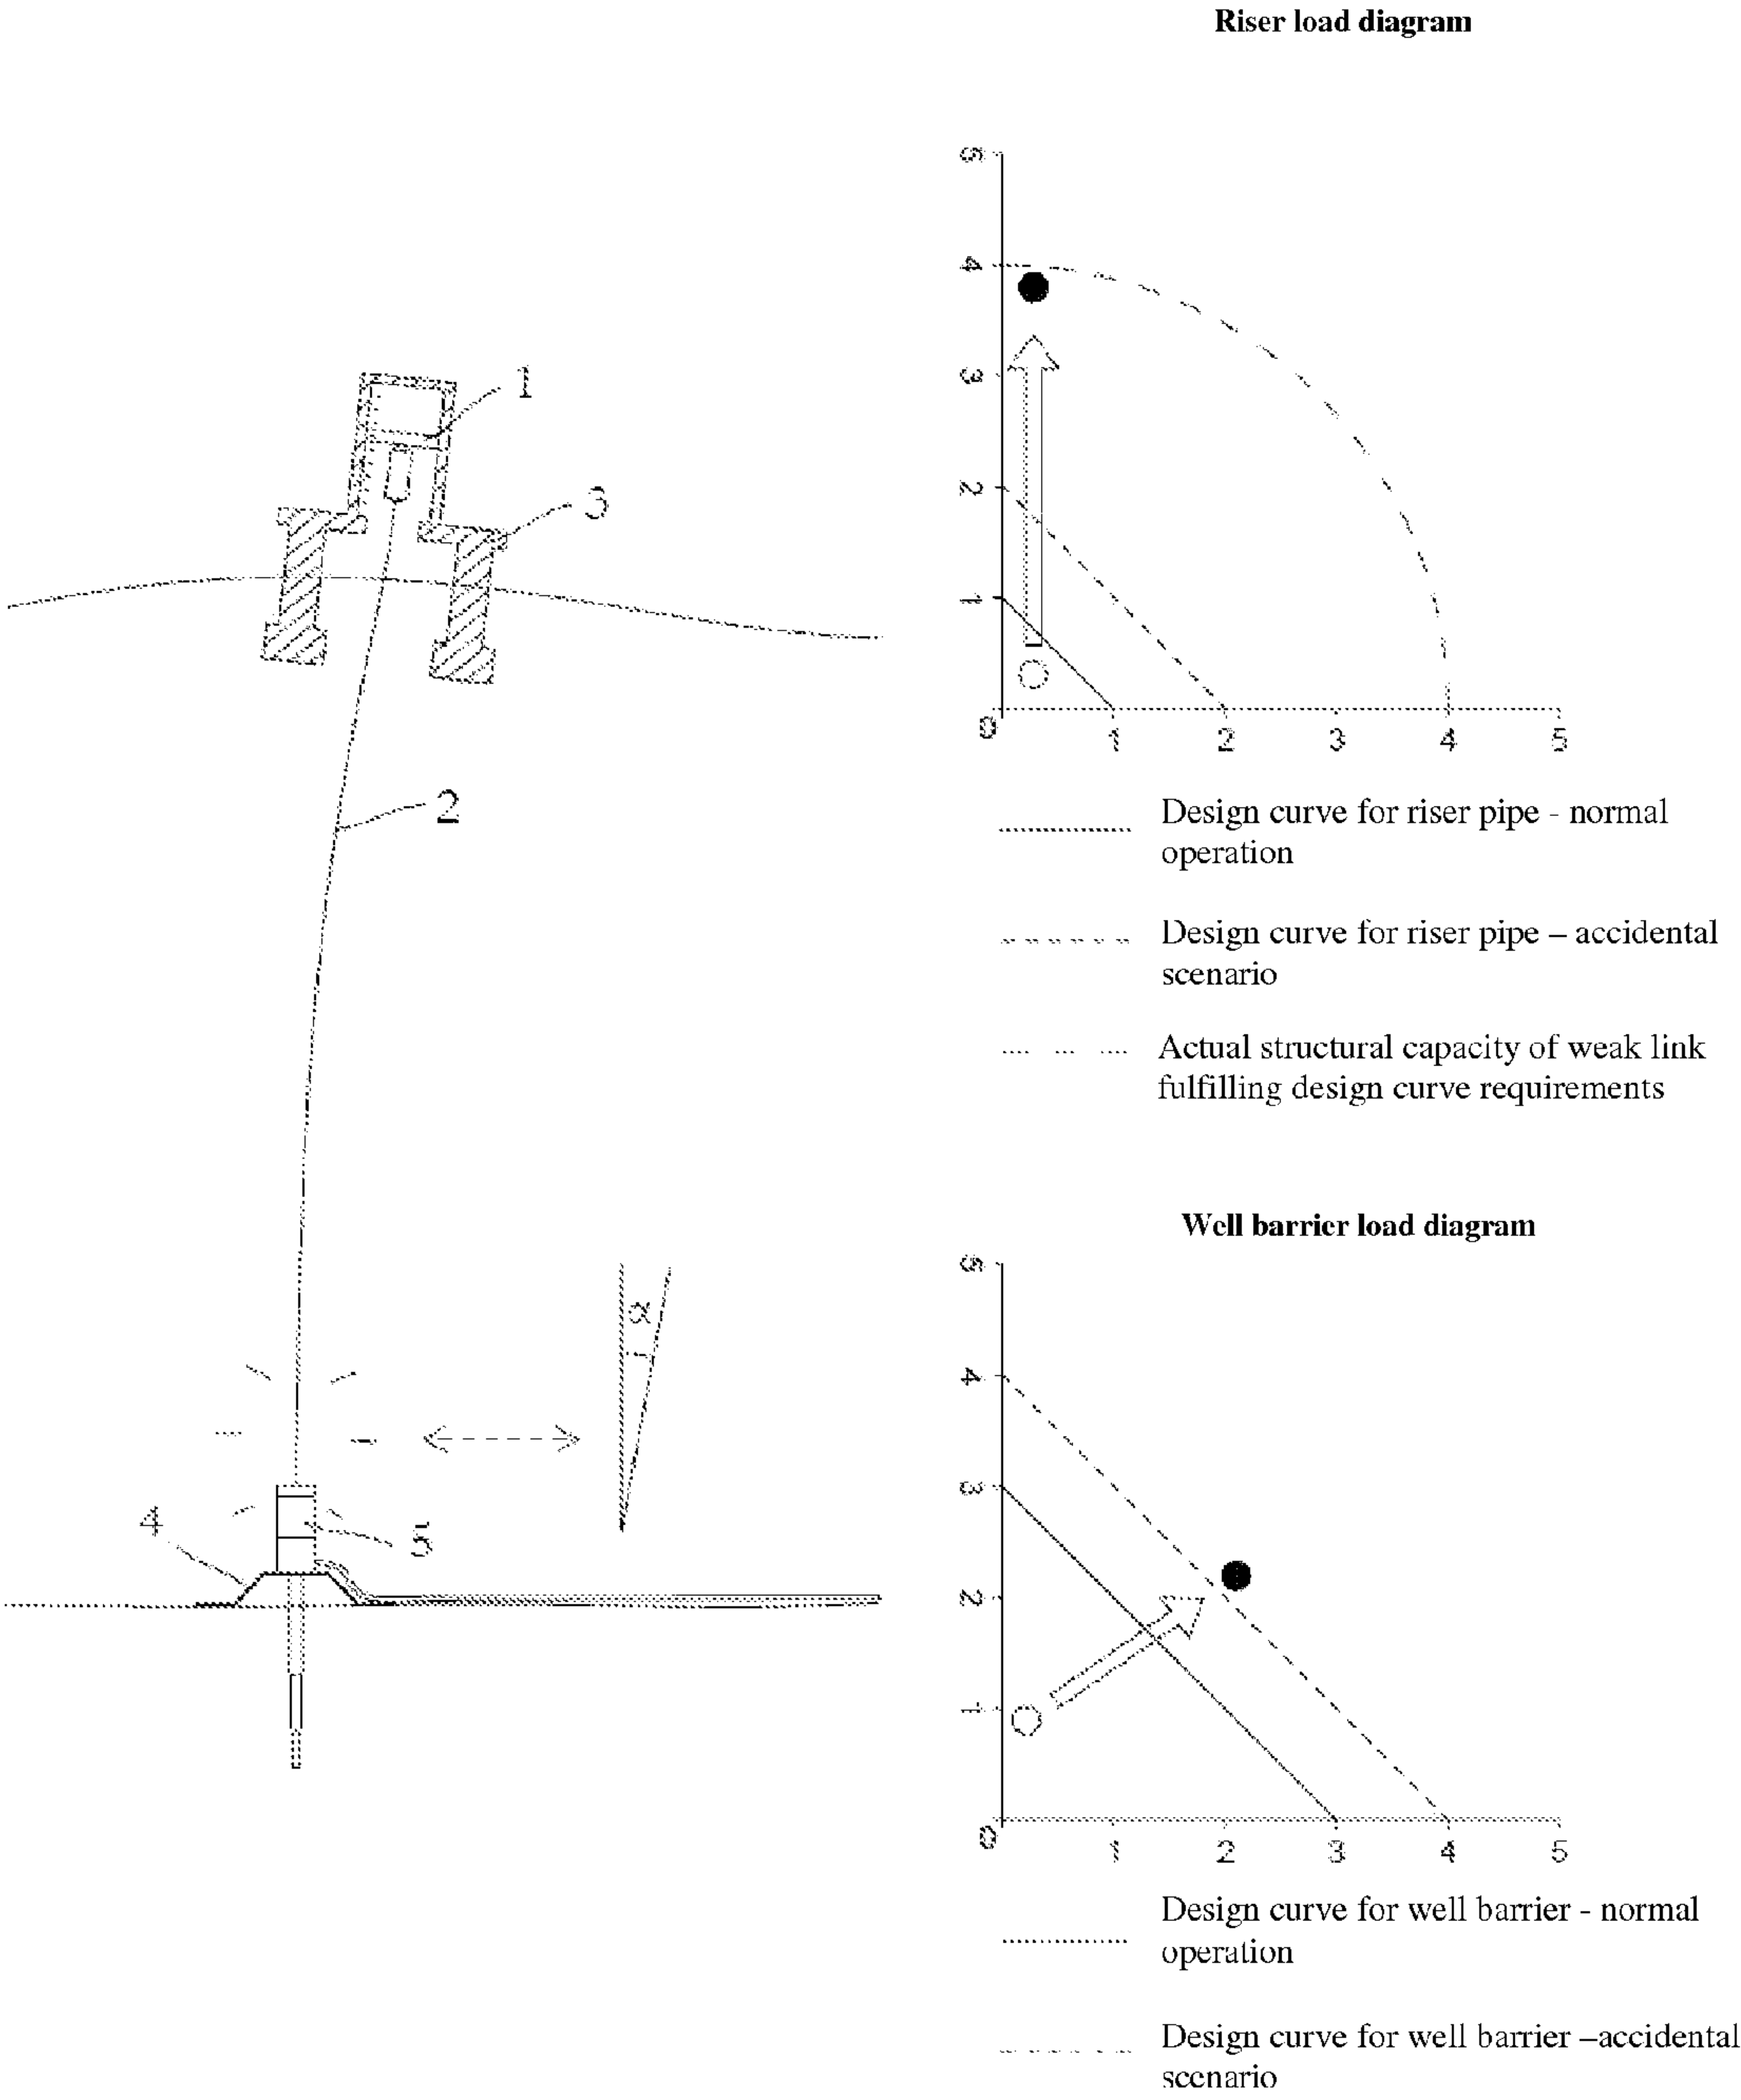 Riser load diagram
5
4
3
2
1
0
1
2
3
4
5
Design curve for riser pipe - normal
operation
Design curve for riser pipe – accidental
scenario
Actual structural capacity of weak link
fulfilling design curve requirements
1
3
2
α
4
5
Well barrier load diagram
5
4
3
2
1
0
1
2
3
4
5
Design curve for well barrier - normal
operation
Design curve for well barrier –accidental
scenario